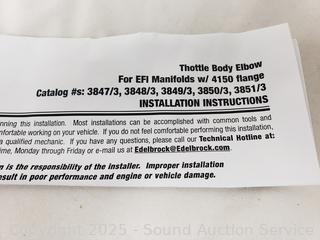 Thottle Body Elbow
For EFI Manifolds w/ 4150 flange
Catalog #s: 3847/3, 3848/3, 3849/3, 3850/3, 3851/3
INSTALLATION INSTRUCTIONS
nning this installation. Most installations can be accomplished with common tools and
mfortable working on your vehicle. If you do not feel comfortable performing this installation,
a qualified mechanic. If you have any questions, please call our Technical Hotline at:
ime, Monday through Friday or e-mail us at Edelbrock@Edelbrock.com.
n is the responsibility of the installer. Improper installation
esult in poor performance and engine or vehicle damage.
Copyright 2025 - Sound Auction Service